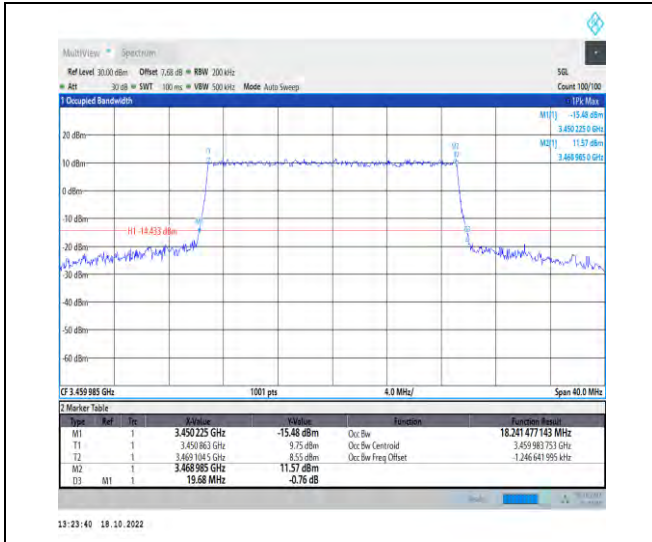 MultiView Spectrum
Ref Level 30.00 dBm Offset 7.68 dB RBW 200 kHz SGL
Att 30 dB SWT 100 ms VBW 500 kHz Mode Auto Sweep Count 100/100
1 Occupied Bandwidth 1Pk Max
M1[1] -15.48 dBm
3.450 225 0 GHz
20 dBm
M2[1] 11.57 dBm
3.468 985 0 GHz
10 dBm
0 dBm
-10 dBm
H1 -14.433 dBm
-20 dBm
-30 dBm
-40 dBm
-50 dBm
-60 dBm
CF 3.459 985 GHz 1001 pts 4.0 MHz/ Span 40.0 MHz
2 Marker Table
Type Ref Trc X-Value Y-Value Function Function Result
M1 1 3.450 225 GHz -15.48 dBm Occ Bw 18.241 477 143 MHz
T1 1 3.450 863 GHz 9.75 dBm Occ Bw Centroid 3.459 983 753 GHz
T2 1 3.469 104 5 GHz 8.55 dBm Occ Bw Freq Offset -1.246 641 995 kHz
M2 1 3.468 985 GHz 11.57 dBm
D3 M1 1 19.68 MHz -0.76 dB
13:23:40 18.10.2022